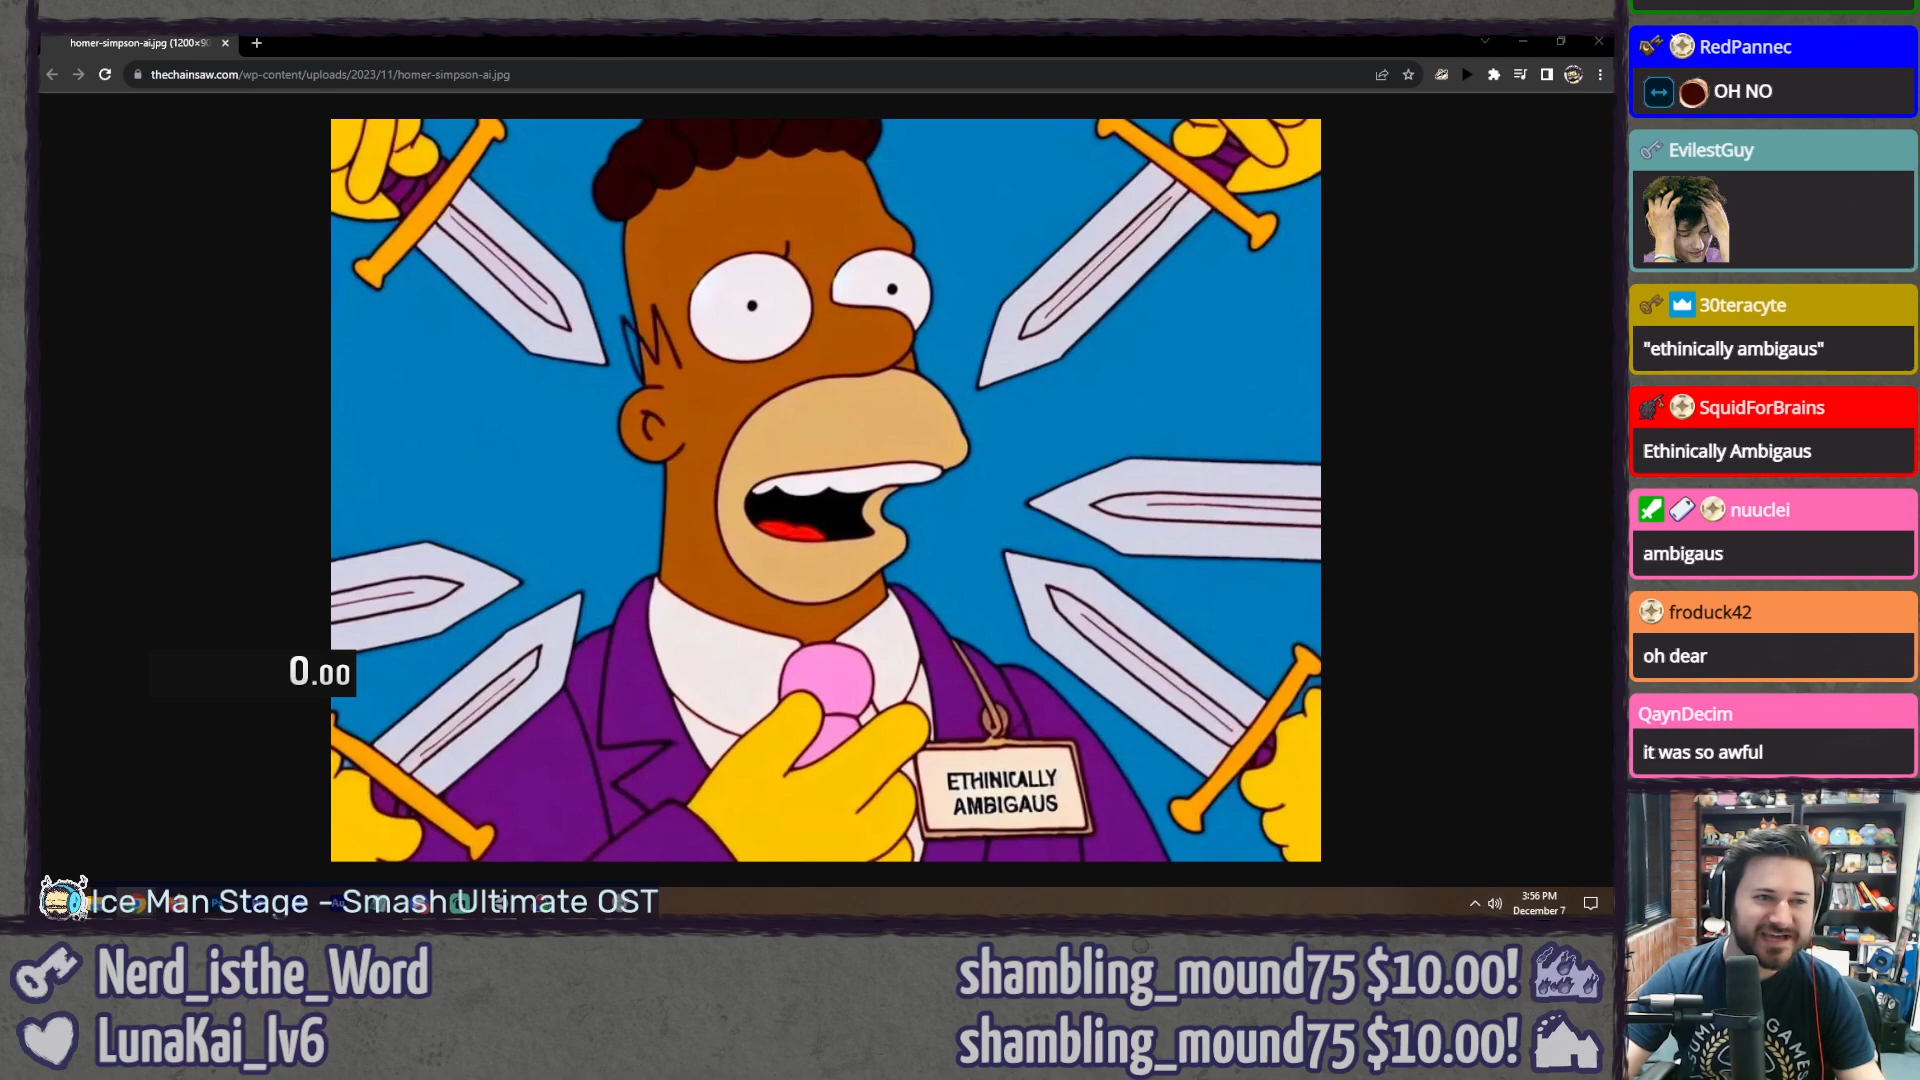 homer-simpson-ai.jpg (1200×90
thechainsaw.com/wp-content/uploads/2023/11/homer-simpson-ai.jpg
ETHINICALLY
AMBIGAUS
0.00
Ice Man Stage - Smash Ultimate OST
3:56 PM
December 7
Nerd_isthe_Word
LunaKai_lv6
shambling_mound75 $10.00!
shambling_mound75 $10.00!
RedPannec
OH NO
EvilestGuy
30teracyte
"ethinically ambigaus"
SquidForBrains
Ethinically Ambigaus
nuuclei
ambigaus
froduck42
oh dear
QaynDecim
it was so awful